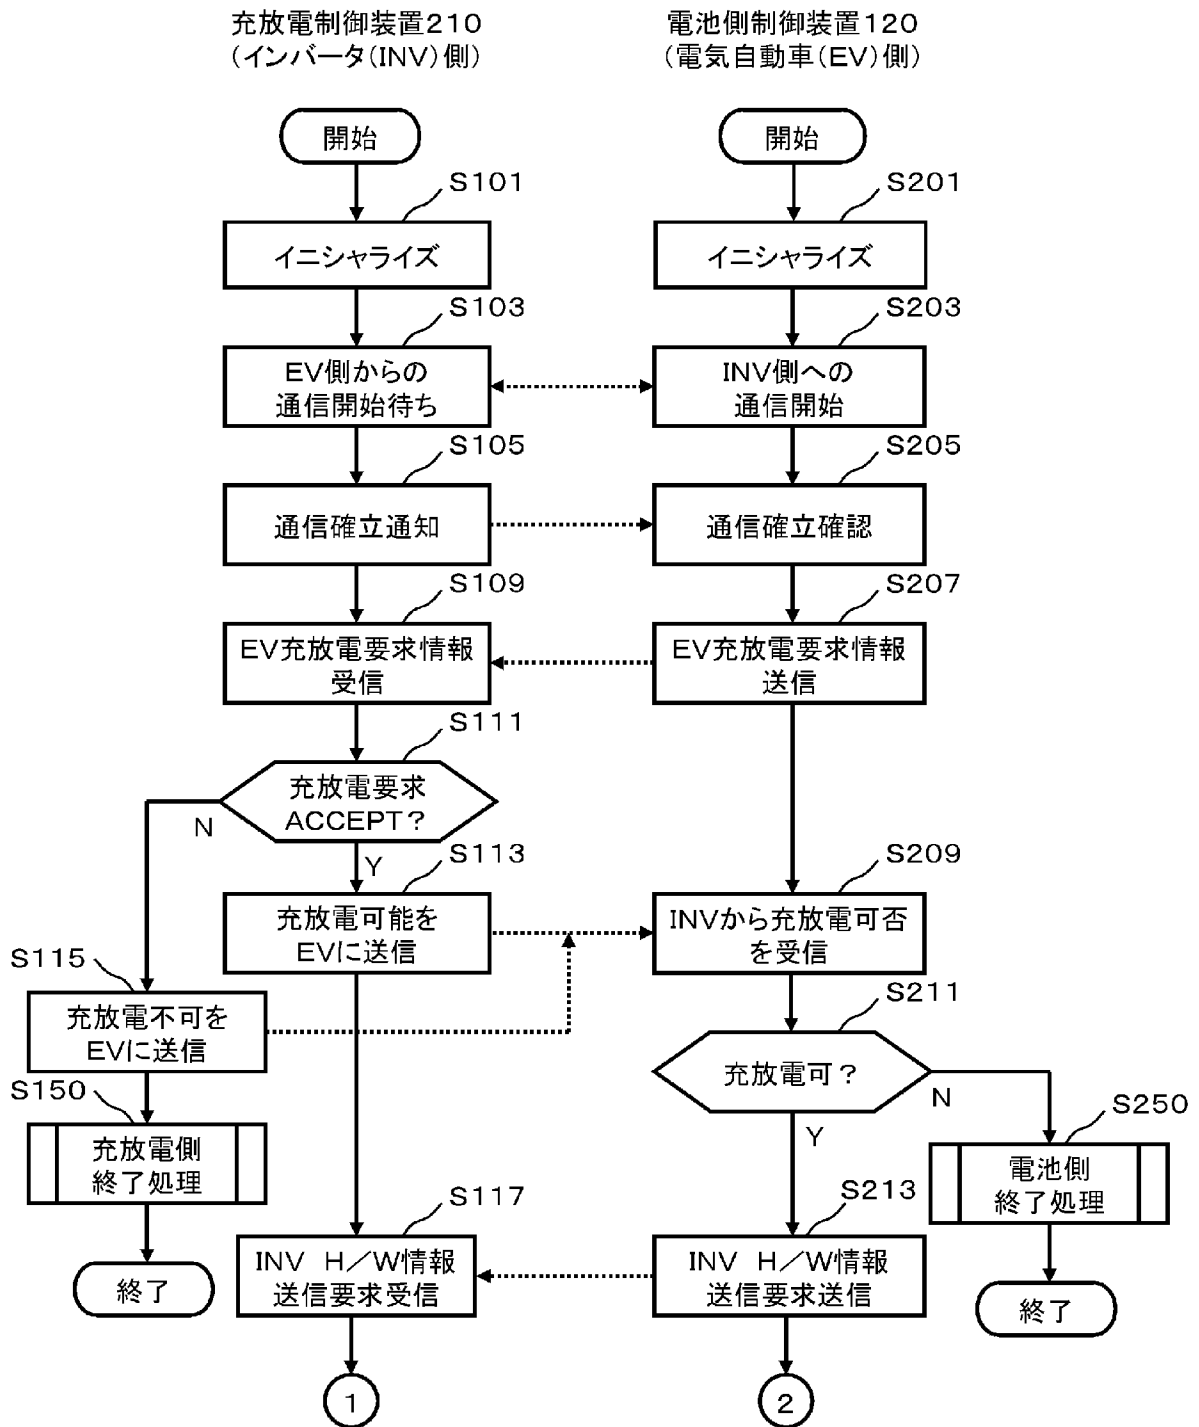 充放電制御装置210
(インバータ(INV)側)
電池側制御装置120
(電気自動車(EV)側)
開始
開始
S101
S201
イニシャライズ
イニシャライズ
S103
S203
EV側からの
通信開始待ち
INV側への
通信開始
S105
S205
通信確立通知
通信確立確認
S109
S207
EV充放電要求情報
受信
EV充放電要求情報
送信
S111
充放電要求
ACCEPT?
N
Y
S113
S209
充放電可能を
EVに送信
INVから充放電可否
を受信
S115
充放電不可を
EVに送信
S211
充放電可?
N
Y
S150
充放電側
終了処理
S250
電池側
終了処理
S117
S213
INV H/W情報
送信要求受信
INV H/W情報
送信要求送信
終了
終了
1
2